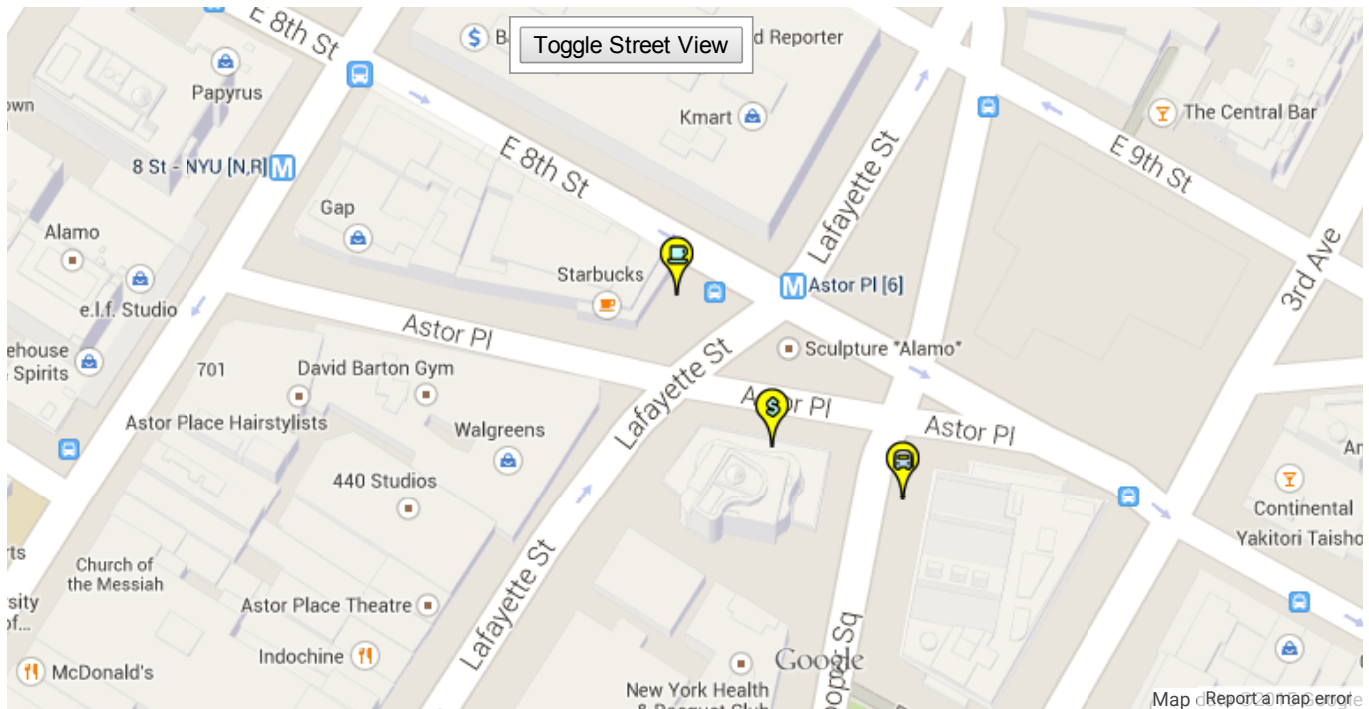 E 8th St
Toggle Street View
d Reporter
Papyrus
Kmart
The Central Bar
8 St - NYU [N,R]
E 8th St
E 9th St
Gap
Lafayette St
Alamo
Starbucks
Astor Pl [6]
3rd Ave
e.l.f. Studio
Astor Pl
Sculpture "Alamo"
Spirits
701
David Barton Gym
Lafayette St
Astor Pl
Astor Place Hairstylists
Walgreens
Astor Pl
440 Studios
Continental
Yakitori Taisho
Church of
the Messiah
Lafayette St
Astor Place Theatre
Indochine
McDonald's
New York Health
Google
Sq
Map
Report a map error